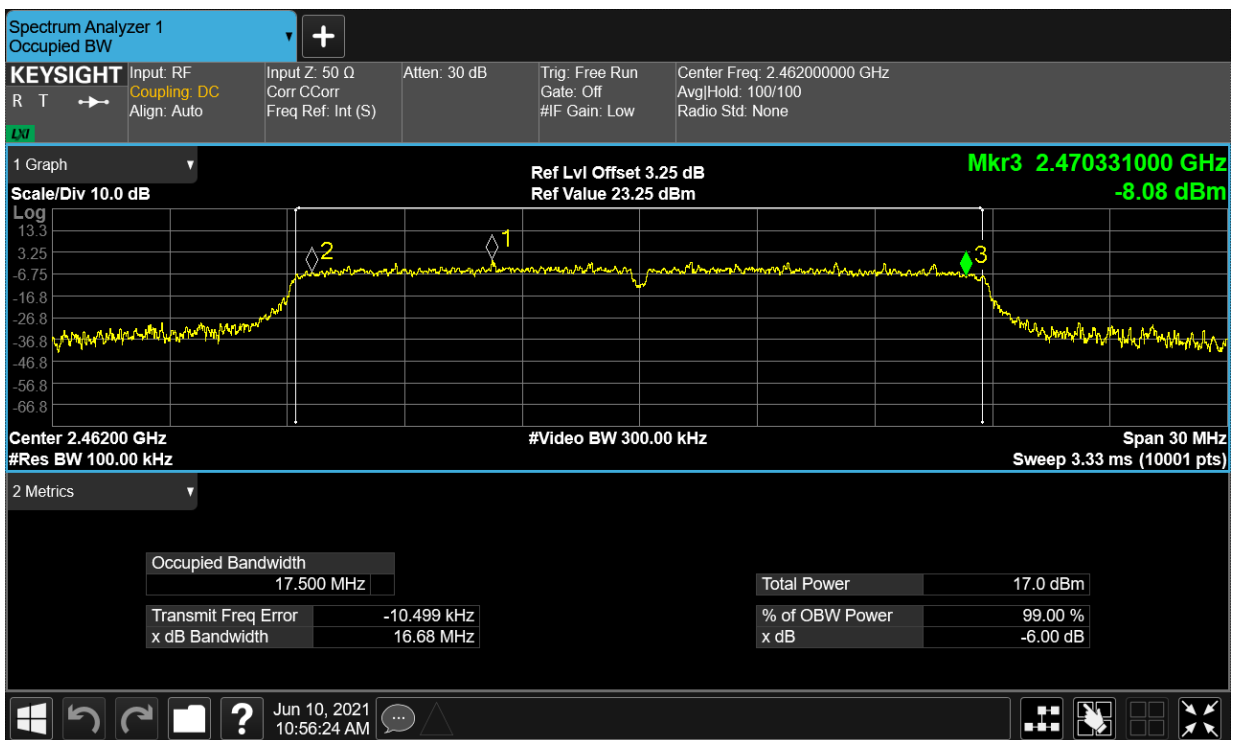 Spectrum Analyzer 1
Occupied BW
KEYSIGHT
R T
LXI
Input: RF
Coupling: DC
Align: Auto
Input Z: 50 Ω
Corr CCorr
Freq Ref: Int (S)
Atten: 30 dB
Trig: Free Run
Gate: Off
#IF Gain: Low
Center Freq: 2.462000000 GHz
Avg|Hold: 100/100
Radio Std: None
1 Graph
Scale/Div 10.0 dB
Ref Lvl Offset 3.25 dB
Ref Value 23.25 dBm
Mkr3 2.470331000 GHz
-8.08 dBm
Log
13.3
3.25
-6.75
-16.8
-26.8
-36.8
-46.8
-56.8
-66.8
2
1
3
Center 2.46200 GHz
#Res BW 100.00 kHz
#Video BW 300.00 kHz
Span 30 MHz
Sweep 3.33 ms (10001 pts)
2 Metrics
Occupied Bandwidth
17.500 MHz
Transmit Freq Error -10.499 kHz
x dB Bandwidth 16.68 MHz
Total Power 17.0 dBm
% of OBW Power 99.00 %
x dB -6.00 dB
?
Jun 10, 2021
10:56:24 AM